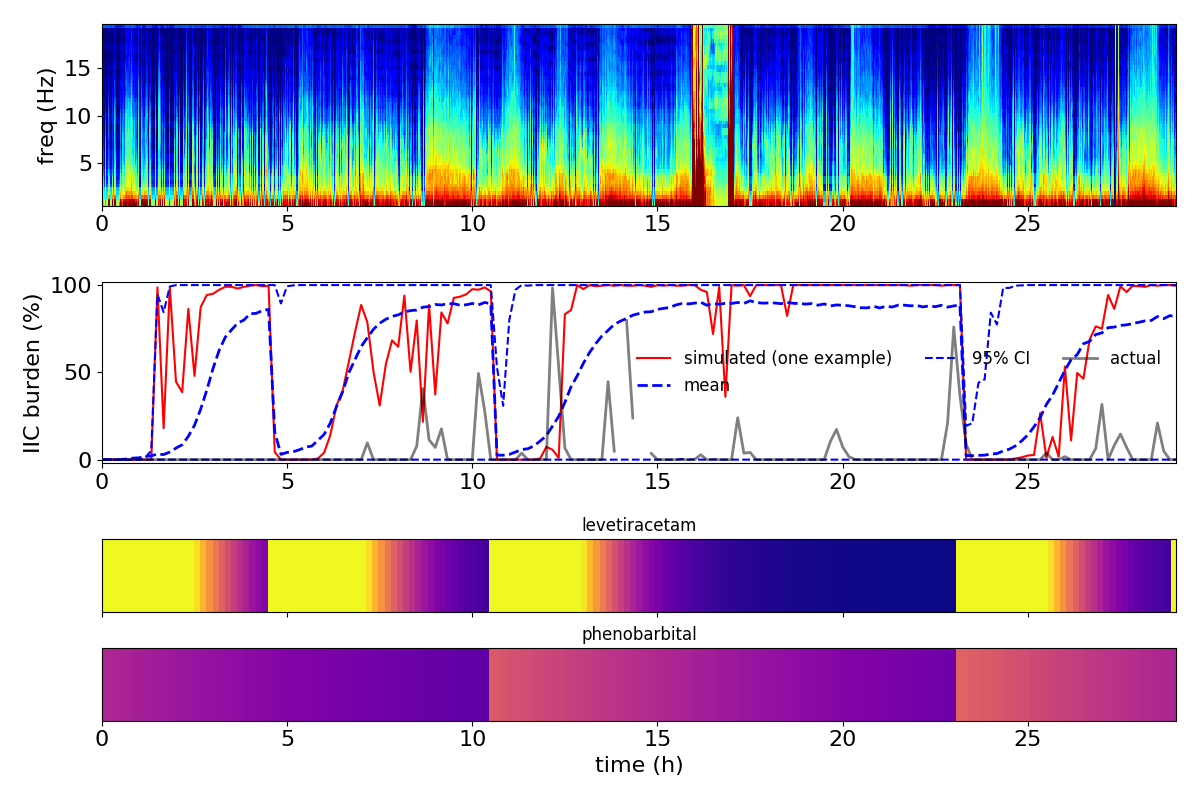 freq (Hz)
15
10
5
0 5 10 15 20 25
IIC burden (%)
100
50
0
simulated (one example) 95% CI actual
mean
0 5 10 15 20 25
levetiracetam
phenobarbital
0 5 10 15 20 25
time (h)